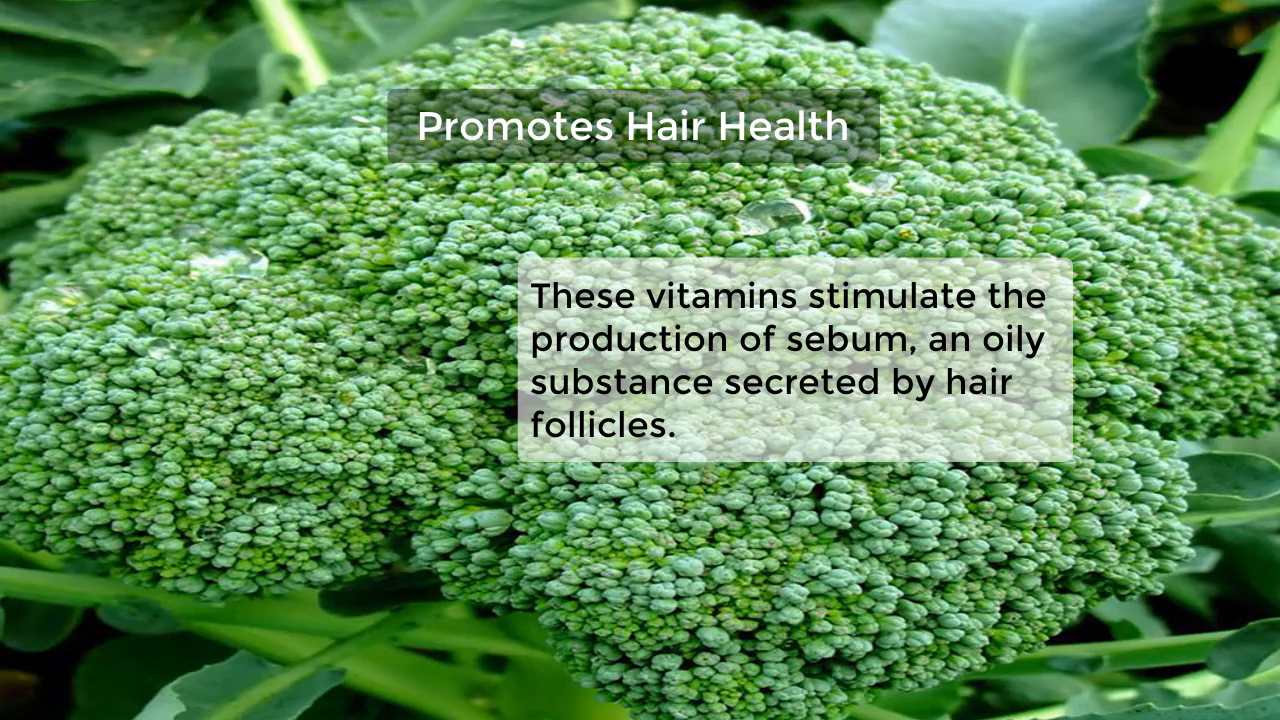 Promotes Hair Health
These vitamins stimulate the
production of sebum, an oily
substance secreted by hair
follicles.